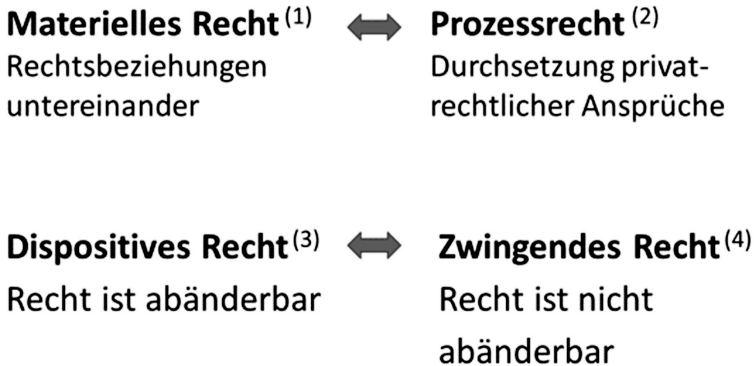 Materielles Recht (1) Prozessrecht (2)
Rechtsbeziehungen Durchsetzung privat-
untereinander rechtlicher Ansprüche
Dispositives Recht (3) Zwingendes Recht (4)
Recht ist abänderbar Recht ist nicht
abänderbar